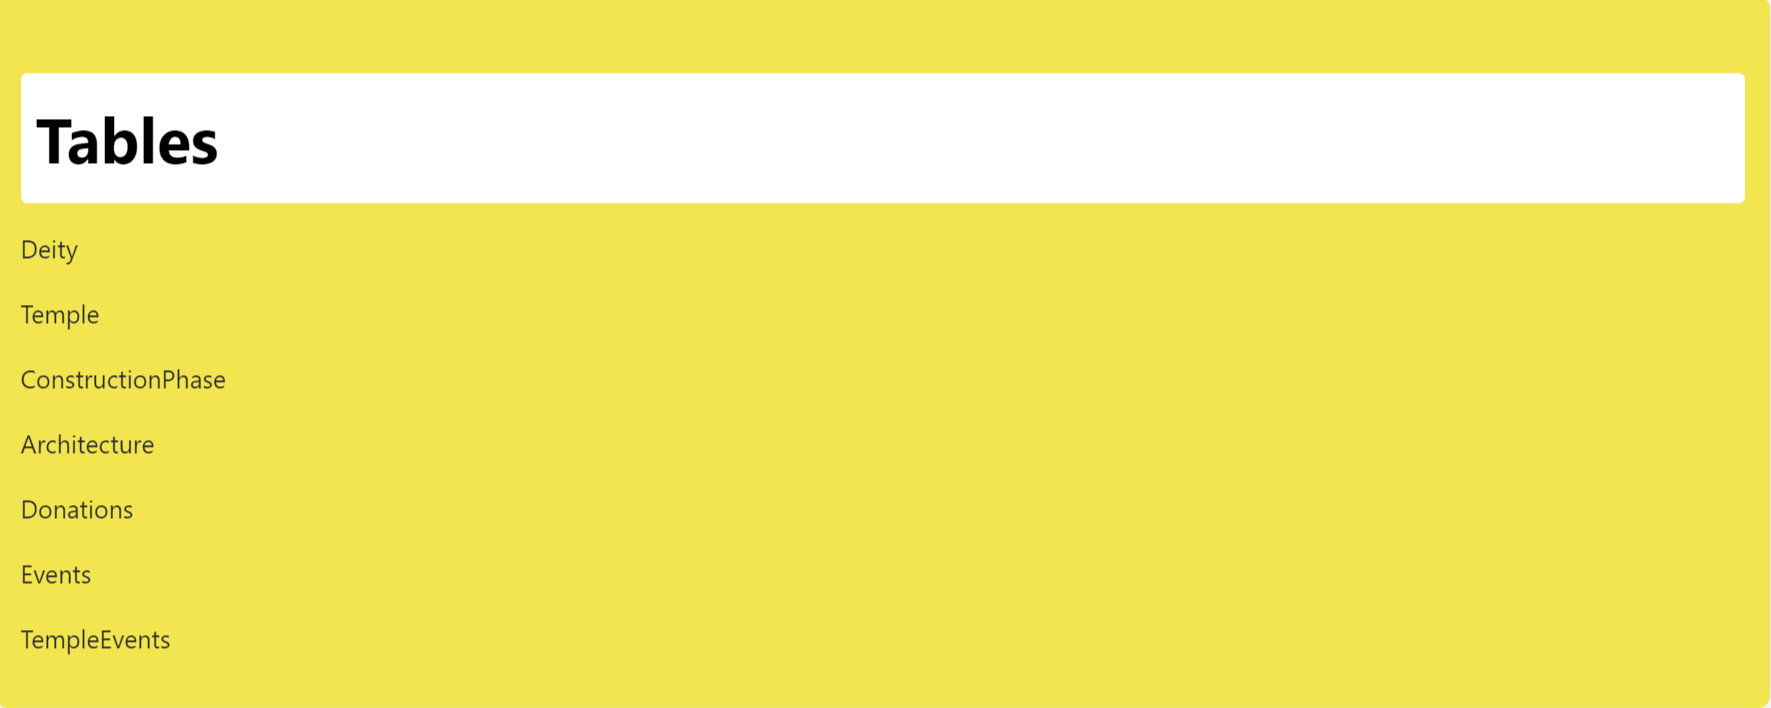 Tables
Deity
Temple
ConstructionPhase
Architecture
Donations
Events
TempleEvents